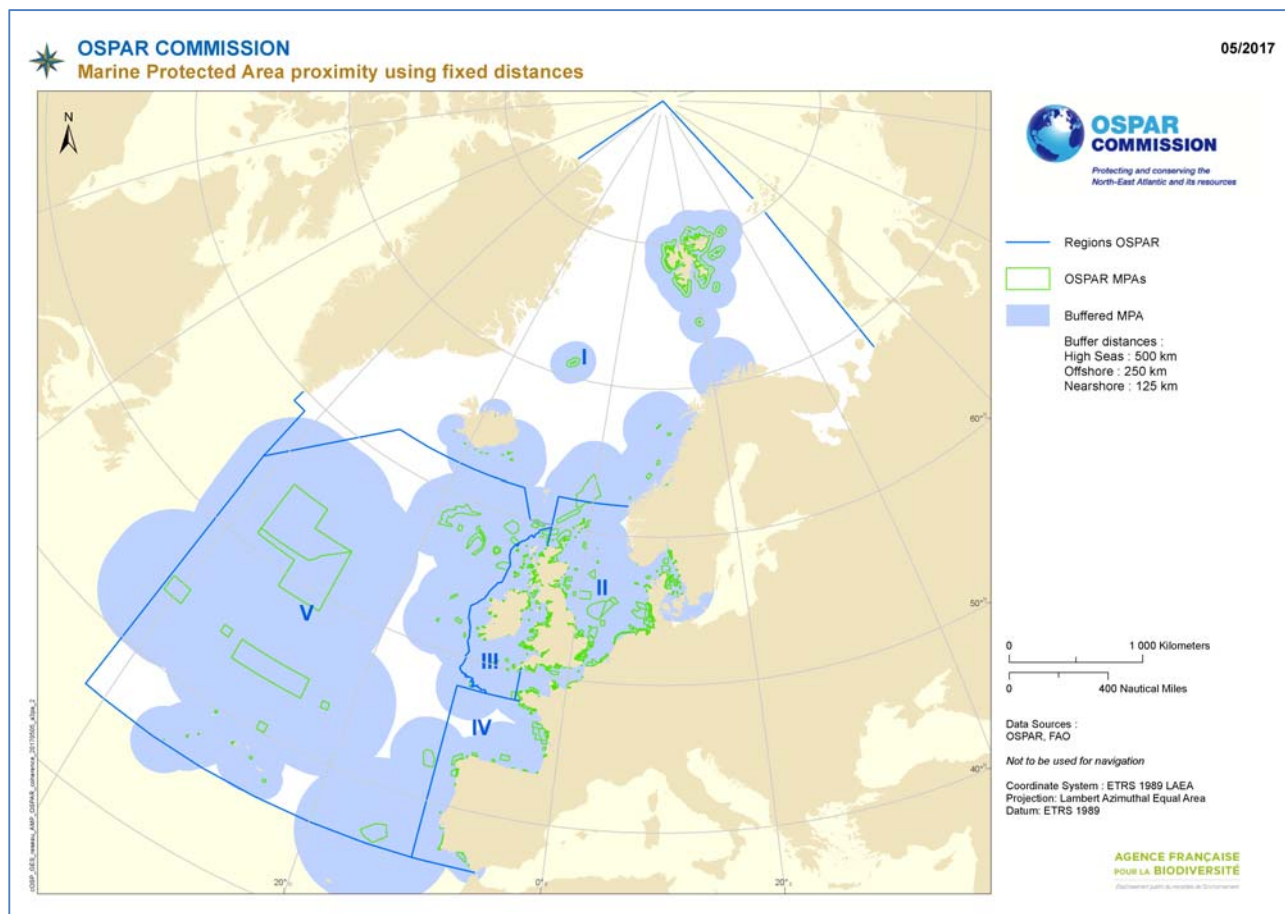 OSPAR COMMISSION
Marine Protected Area proximity using fixed distances
05/2017
N
I
II
III
IV
V
60°
50°
40°
20°
0°
20°
OSPAR
COMMISSION
Protecting and conserving the
North-East Atlantic and its resources
Regions OSPAR
OSPAR MPAs
Buffered MPA
Buffer distances :
High Seas : 500 km
Offshore : 250 km
Nearshore : 125 km
0 1 000 Kilometers
0 400 Nautical Miles
Data Sources :
OSPAR, FAO
Not to be used for navigation
Coordinate System : ETRS 1989 LAEA
Projection: Lambert Azimuthal Equal Area
Datum: ETRS 1989
AGENCE FRANÇAISE
POUR LA BIODIVERSITÉ